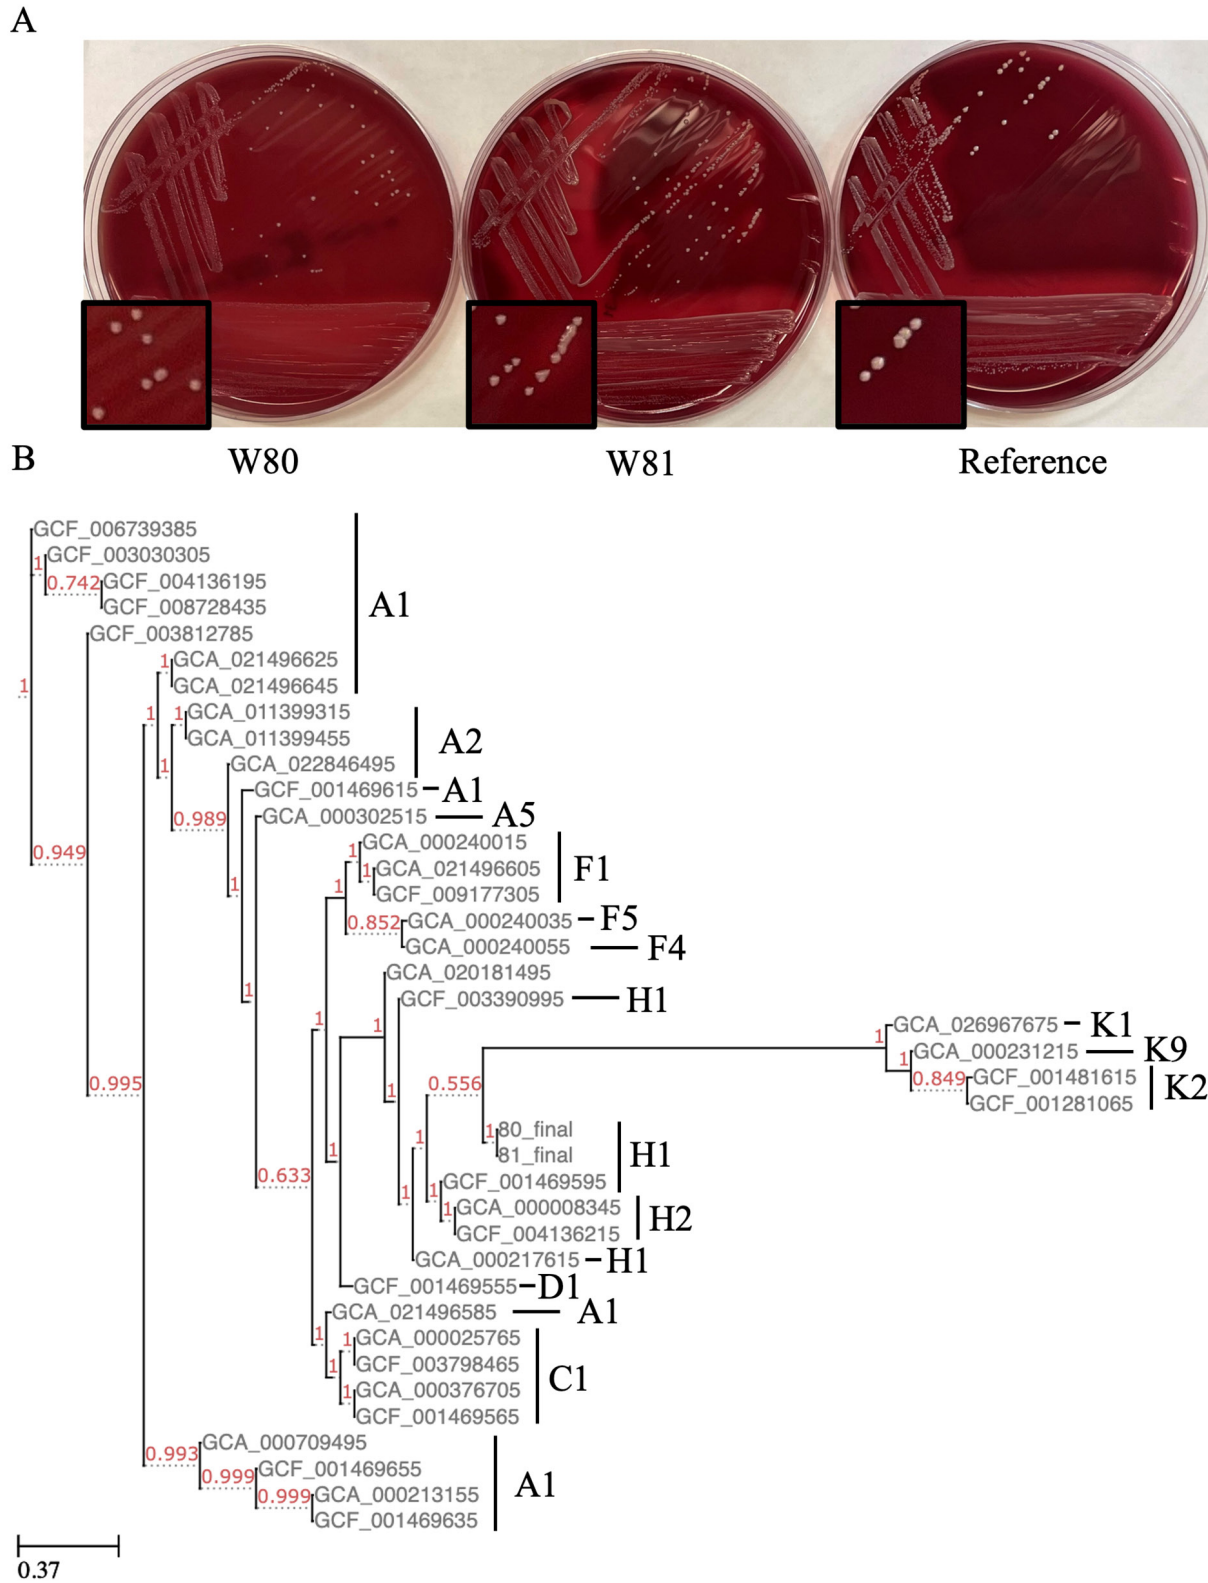 A
W80 W81 Reference
B
GCF_006739385
1 GCF_003030305
0.742 GCF_004136195
GCF_008728435
A1
GCF_003812785
1 GCA_021496625
1 GCA_021496645
1 1 GCA_011399315
GCA_011399455
A2
1 GCA_022846495
GCF_001469615 A1
0.989 GCA_000302515 A5
1 GCA_000240015
0.949 1 GCA_021496605
F1
1 1 GCF_009177305
0.852 GCA_000240035 F5
GCA_000240055 F4
GCA_020181495
1 GCF_003390995 H1
1 1 GCA_026967675 K1
1 1 GCA_000231215 K9
0.995 1 0.556 0.849 GCF_001481615
K2
GCF_001281065
1 80_final
1 1 81_final
H1
0.633 1 1 GCF_001469595
1 GCA_000008345
H2
GCF_004136215
GCA_000217615 H1
GCF_001469555 D1
GCA_021496585 A1
1 1 GCA_000025765
1 GCF_003798465
C1
1 GCA_000376705
GCF_001469565
0.993 GCA_000709495
0.999 GCF_001469655
A1
0.999 GCA_000213155
GCF_001469635
0.37